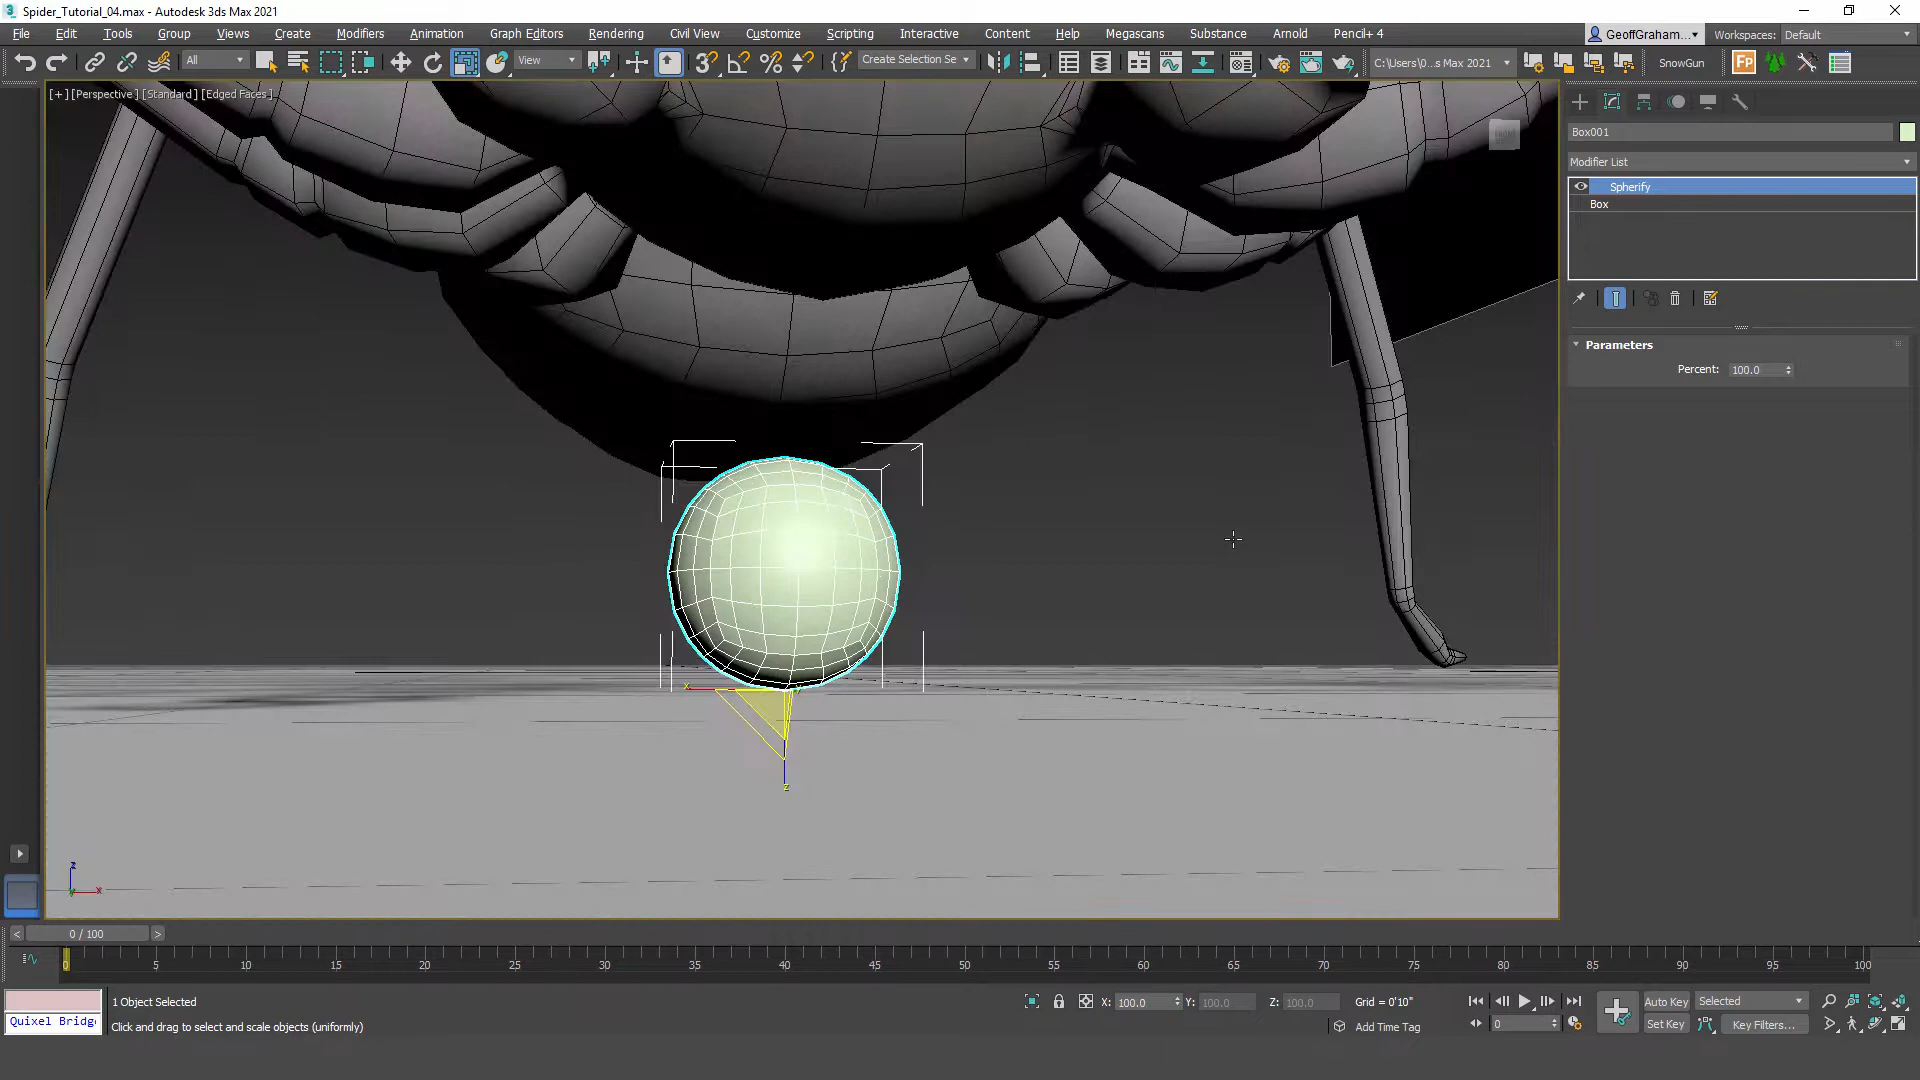 Spider_Tutorial_04.max - Autodesk 3ds Max 2021
File Edit Tools Group Views Create Modifiers Animation Graph Editors Rendering Civil View Customize Scripting Interactive Content Help Megascans Substance Arnold Pencil+ 4 GeoffGraham... Workspaces: Default
All View Create Selection Se C:\Users\0...s Max 2021 SnowGun
[+] [Perspective] [Standard] [Edged Faces]
Box001
Modifier List
Spherify
Box
Parameters
Percent: 100.0
x
z
z
x
0 / 100
0 5 10 15 20 25 30 35 40 45 50 55 60 65 70 75 80 85 90 95 100
1 Object Selected X: 100.0 Y: 100.0 Z: 100.0 Grid = 0'10" Auto Key Selected
Quixel Bridg Click and drag to select and scale objects (uniformly) Add Time Tag 0 Set Key Key Filters...